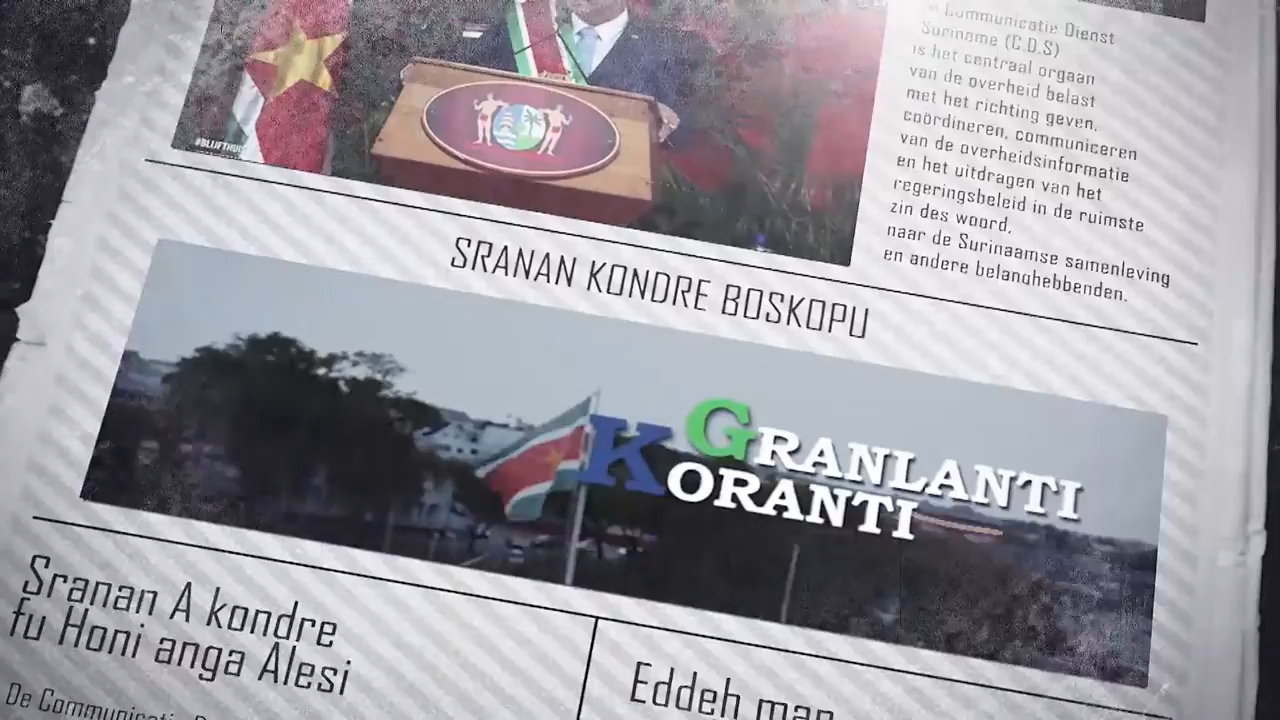 Communicatie Dienst
Suriname (C.D.S)
is het centraal orgaan
van de overheid belast
met het richting geven,
coördineren, communiceren
van de overheidsinformatie
en het uitdragen van het
regeringsbeleid in de ruimste
zin des woord,
naar de Surinaamse samenleving
en andere belanghebbenden.
SRANAN KONDRE BOSKOPU
GRANLANTI
KORANTI
Sranan A kondre
fu Honi anga Alesi
Eddeh man
De